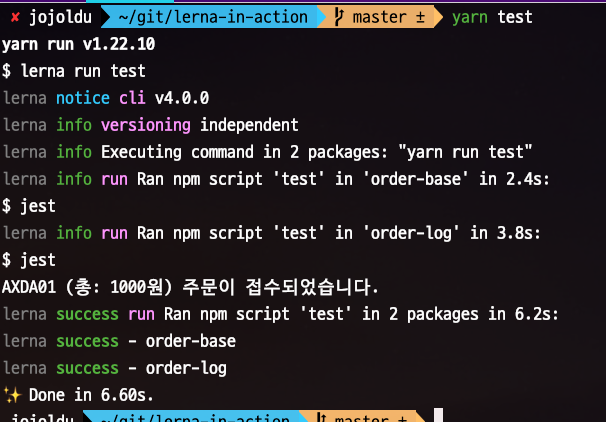 ✘ jojoldu ~/git/lerna-in-action master ± yarn test
yarn run v1.22.10
$ lerna run test
lerna notice cli v4.0.0
lerna info versioning independent
lerna info Executing command in 2 packages: "yarn run test"
lerna info run Ran npm script 'test' in 'order-base' in 2.4s:
$ jest
lerna info run Ran npm script 'test' in 'order-log' in 3.8s:
$ jest
AXDA01 (총: 1000원) 주문이 접수되었습니다.
lerna success run Ran npm script 'test' in 2 packages in 6.2s:
lerna success - order-base
lerna success - order-log
✨ Done in 6.60s.
jojoldu ~/git/lerna-in-action master ±